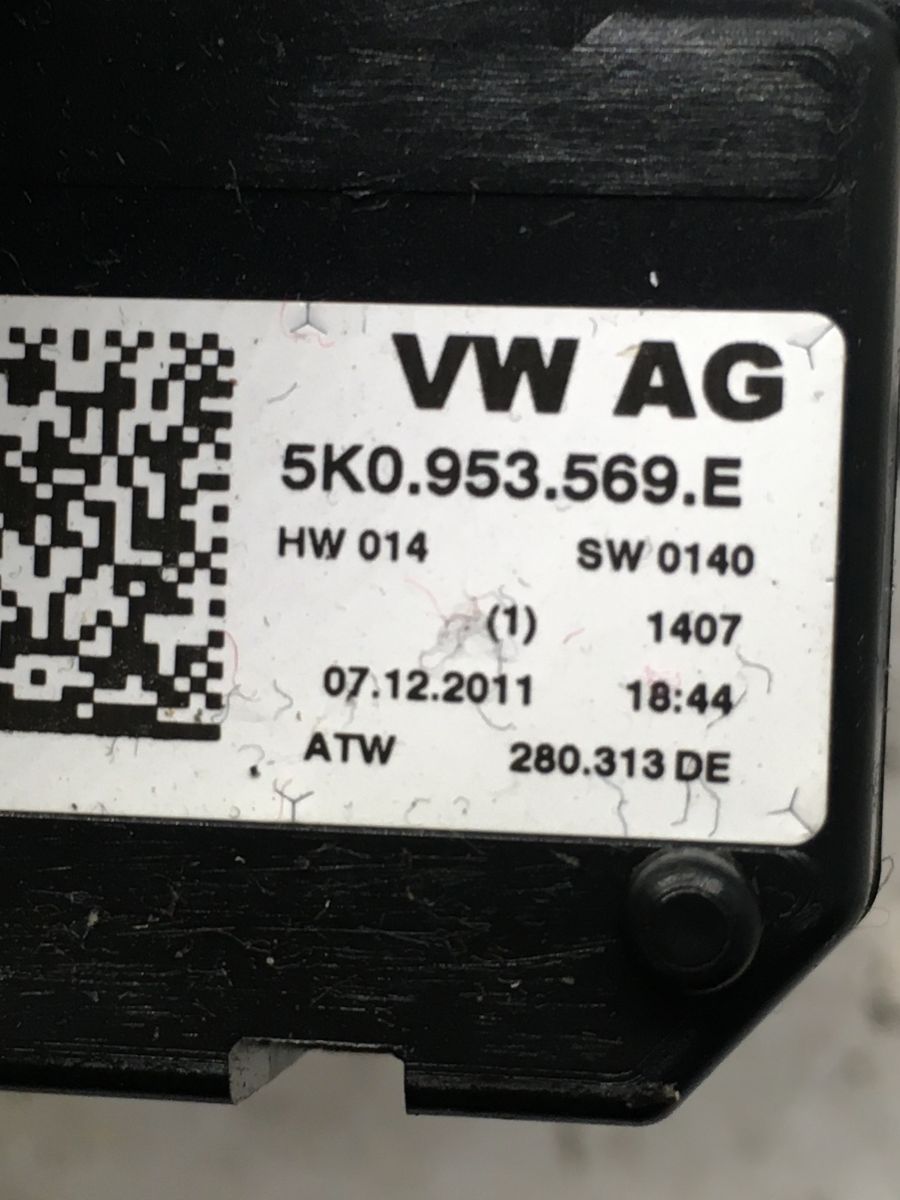 VW AG
5K0.953.569.E
HW 014 SW 0140
(1) 1407
07.12.2011 18:44
ATW 280.313 DE